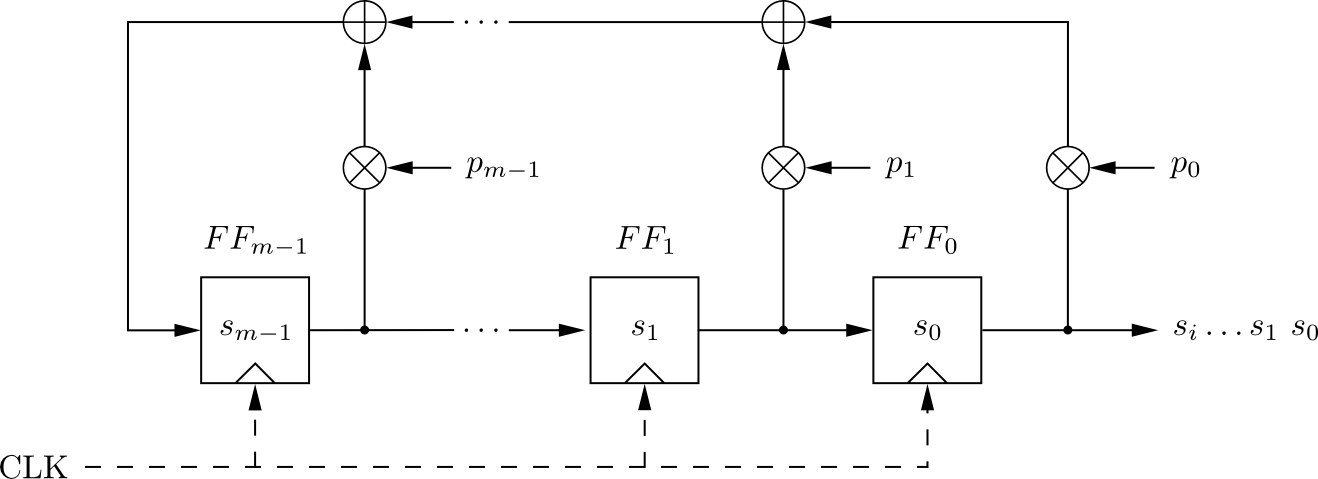 . . .
p_{m−1} p_1 p_0
FF_{m−1} FF_1 FF_0
s_{m−1} . . . s_1 s_0 s_i . . . s_1 s_0
CLK